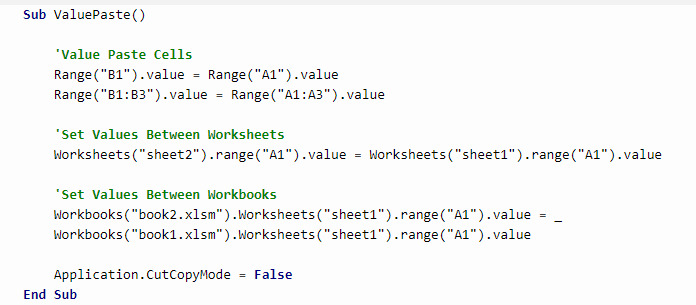 Sub ValuePaste()
'Value Paste Cells
Range("B1").value = Range("A1").value
Range("B1:B3").value = Range("A1:A3").value
'Set Values Between Worksheets
Worksheets("sheet2").range("A1").value = Worksheets("sheet1").range("A1").value
'Set Values Between Workbooks
Workbooks("book2.xlsm").Worksheets("sheet1").range("A1").value = _
Workbooks("book1.xlsm").Worksheets("sheet1").range("A1").value
Application.CutCopyMode = False
End Sub